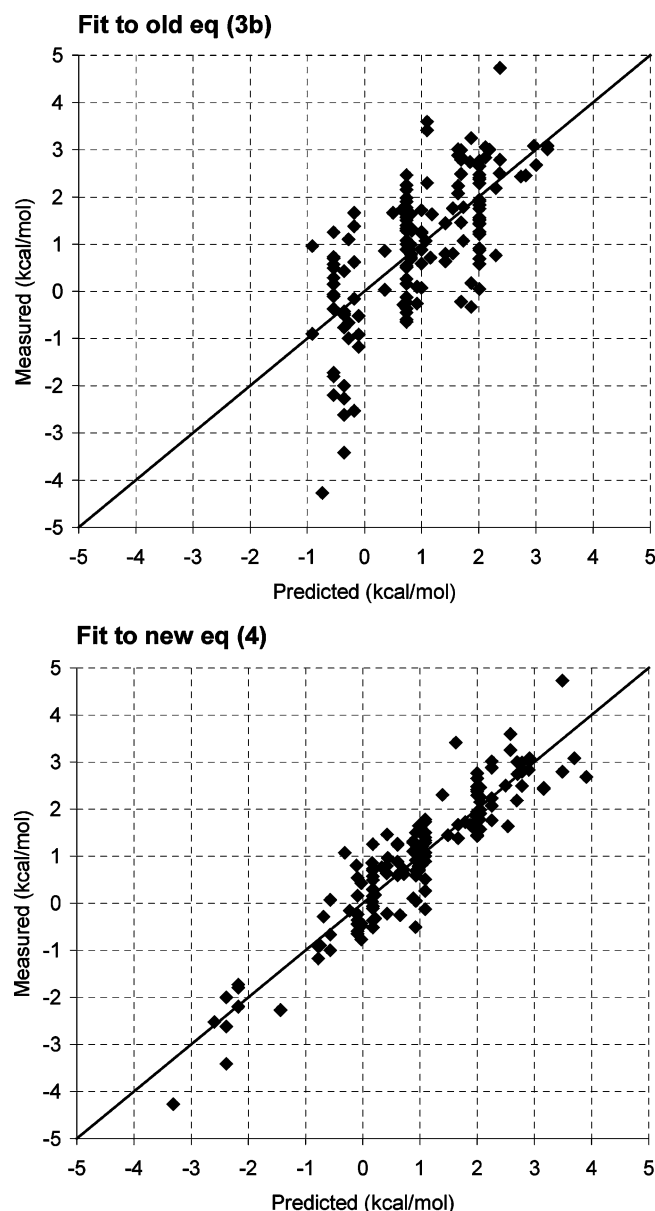 Fit to old eq (3b)
5
4
3
2
1
0
-1
-2
-3
-4
-5
Measured (kcal/mol)
-5 -4 -3 -2 -1 0 1 2 3 4 5
Predicted (kcal/mol)
Fit to new eq (4)
5
4
3
2
1
0
-1
-2
-3
-4
-5
Measured (kcal/mol)
-5 -4 -3 -2 -1 0 1 2 3 4 5
Predicted (kcal/mol)